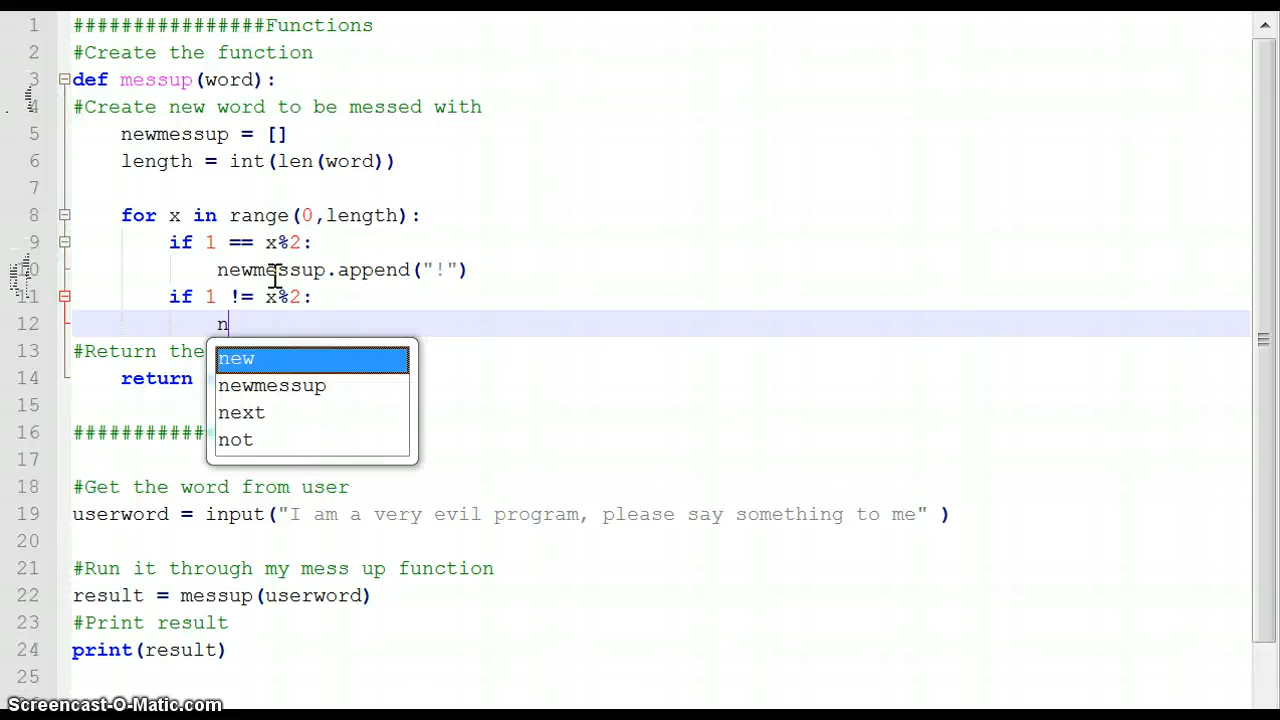 1 ################Functions
2 #Create the function
3 def messup(word):
4 #Create new word to be messed with
5 newmessup = []
6 length = int(len(word))
7
8 for x in range(0,length):
9 if 1 == x%2:
10 newmessup.append("!")
11 if 1 != x%2:
12 n
new
newmessup
next
not
13 #Return the
14 return
15
16 ###########
17
18 #Get the word from user
19 userword = input("I am a very evil program, please say something to me" )
20
21 #Run it through my mess up function
22 result = messup(userword)
23 #Print result
24 print(result)
25
Screencast-O-Matic.com